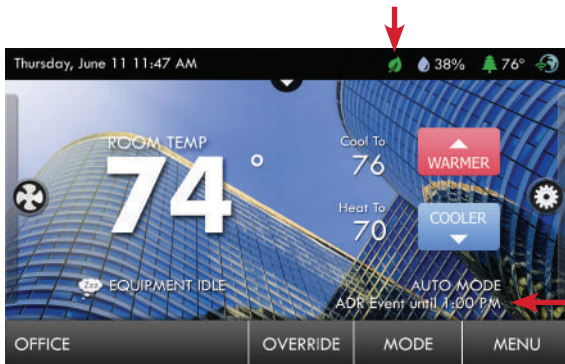 Thursday, June 11 11:47 AM 38% 76°
ROOM TEMP
74°
Cool To
76
WARMER
Heat To
70
COOLER
Zzz EQUIPMENT IDLE
AUTO MODE
ADR Event until 1:00 PM
OFFICE OVERRIDE MODE MENU